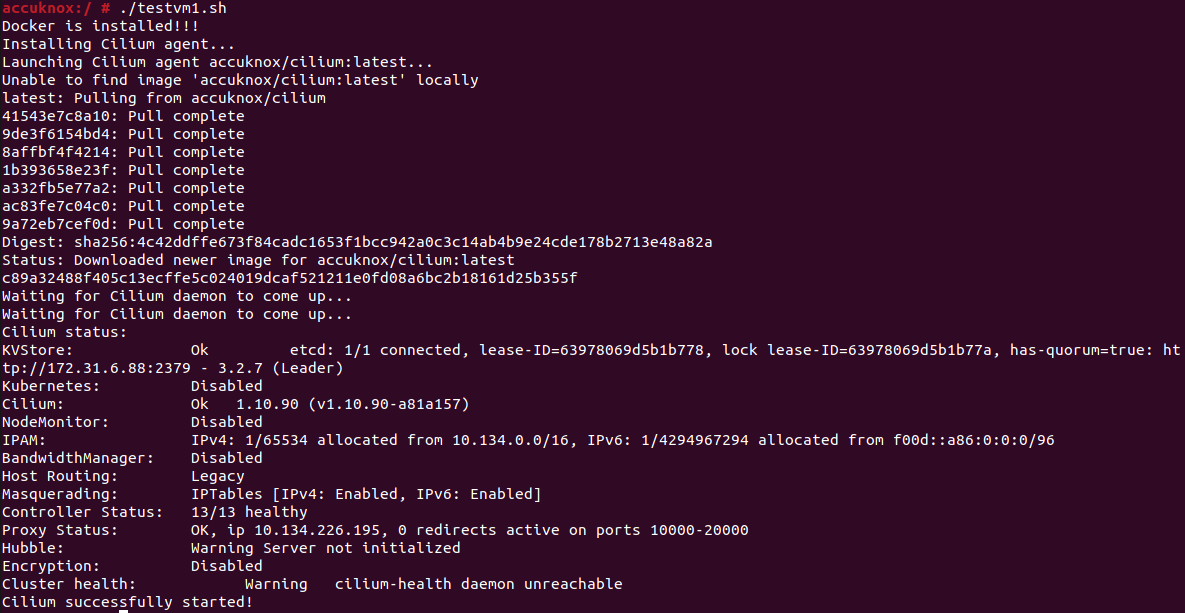 accuknox:/ # ./testvm1.sh
Docker is installed!!!
Installing Cilium agent...
Launching Cilium agent accuknox/cilium:latest...
Unable to find image 'accuknox/cilium:latest' locally
latest: Pulling from accuknox/cilium
41543e7c8a10: Pull complete
9de3f6154bd4: Pull complete
8affbf4f4214: Pull complete
1b393658e23f: Pull complete
a332fb5e77a2: Pull complete
ac83fe7c04c0: Pull complete
9a72eb7cef0d: Pull complete
Digest: sha256:4c42ddffe673f84cadc1653f1bcc942a0c3c14ab4b9e24cde178b2713e48a82a
Status: Downloaded newer image for accuknox/cilium:latest
c89a32488f405c13ecffe5c024019dcaf521211e0fd08a6bc2b18161d25b355f
Waiting for Cilium daemon to come up...
Waiting for Cilium daemon to come up...
Cilium status:
KVStore:             Ok         etcd: 1/1 connected, lease-ID=63978069d5b1b778, lock lease-ID=63978069d5b1b77a, has-quorum=true: ht
tp://172.31.6.88:2379 - 3.2.7 (Leader)
Kubernetes:          Disabled
Cilium:              Ok   1.10.90 (v1.10.90-a81a157)
NodeMonitor:         Disabled
IPAM:                IPv4: 1/65534 allocated from 10.134.0.0/16, IPv6: 1/4294967294 allocated from f00d::a86:0:0:0/96
BandwidthManager:    Disabled
Host Routing:        Legacy
Masquerading:        IPTables [IPv4: Enabled, IPv6: Enabled]
Controller Status:   13/13 healthy
Proxy Status:        OK, ip 10.134.226.195, 0 redirects active on ports 10000-20000
Hubble:              Warning Server not initialized
Encryption:          Disabled
Cluster health:            Warning   cilium-health daemon unreachable
Cilium successfully started!